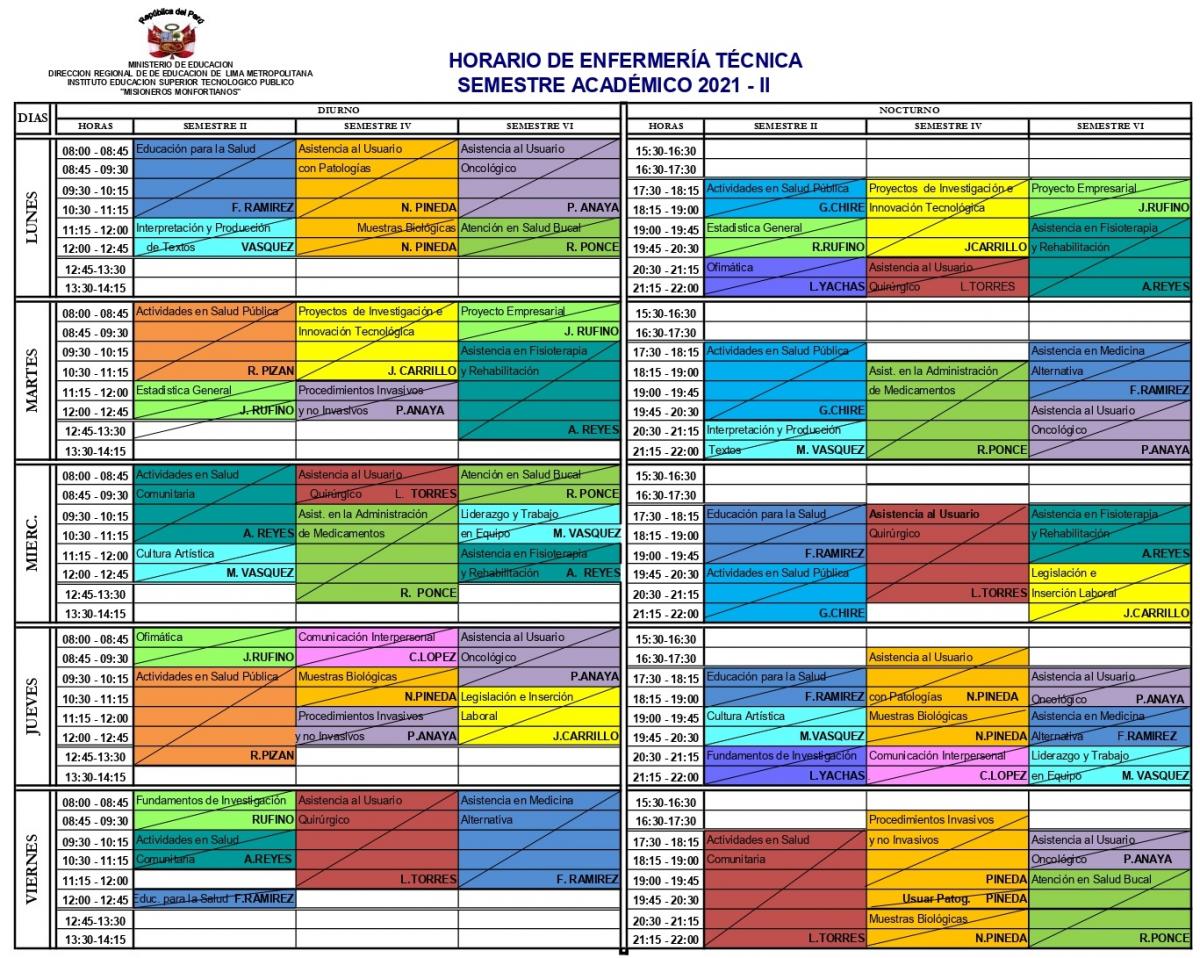 República del Perú
MINISTERIO DE EDUCACION
DIRECCION REGIONAL DE DE EDUCACION DE LIMA METROPOLITANA
INSTITUTO EDUCACION SUPERIOR TECNOLOGICO PUBLICO
"MISIONEROS MONFORTIANOS"
HORARIO DE ENFERMERÍA TÉCNICA
SEMESTRE ACADÉMICO 2021 - II
DIAS DIURNO NOCTURNO
HORAS SEMESTRE II SEMESTRE IV SEMESTRE VI HORAS SEMESTRE II SEMESTRE IV SEMESTRE VI
LUNES
08:00 - 08:45 Educación para la Salud Asistencia al Usuario Asistencia al Usuario 15:30-16:30
08:45 - 09:30 con Patologías Oncológico 16:30-17:30
09:30 - 10:15 17:30 - 18:15 Actividades en Salud Pública Proyectos de Investigación e Proyecto Empresarial
10:30 - 11:15 F. RAMIREZ N. PINEDA P. ANAYA 18:15 - 19:00 G.CHIRE Innovación Tecnológica J.RUFINO
11:15 - 12:00 Interpretación y Producción Muestras Biológicas Atención en Salud Bucal 19:00 - 19:45 Estadística General Asistencia en Fisioterapia
12:00 - 12:45 de Textos VASQUEZ N. PINEDA R. PONCE 19:45 - 20:30 R.RUFINO JCARRILLO y Rehabilitación
12:45-13:30 20:30 - 21:15 Ofimática Asistencia al Usuario
13:30-14:15 21:15 - 22:00 L.YACHAS Quirúrgico L.TORRES A.REYES
MARTES
08:00 - 08:45 Actividades en Salud Pública Proyectos de Investigación e Proyecto Empresarial 15:30-16:30
08:45 - 09:30 Innovación Tecnológica J. RUFINO 16:30-17:30
09:30 - 10:15 Asistencia en Fisioterapia 17:30 - 18:15 Actividades en Salud Pública Asistencia en Medicina
10:30 - 11:15 R. PIZAN J. CARRILLO y Rehabilitación 18:15 - 19:00 Asist. en la Administración Alternativa
11:15 - 12:00 Estadística General Procedimientos Invasivos 19:00 - 19:45 de Medicamentos F.RAMIREZ
12:00 - 12:45 J. RUFINO y no Invasivos P.ANAYA 19:45 - 20:30 G.CHIRE Asistencia al Usuario
12:45-13:30 A. REYES 20:30 - 21:15 Interpretación y Producción Oncológico
13:30-14:15 21:15 - 22:00 Textos M. VASQUEZ R.PONCE P.ANAYA
MIERC.
08:00 - 08:45 Actividades en Salud Asistencia al Usuario Atención en Salud Bucal 15:30-16:30
08:45 - 09:30 Comunitaria Quirúrgico L. TORRES R.PONCE 16:30-17:30
09:30 - 10:15 Asist. en la Administración Liderazgo y Trabajo 17:30 - 18:15 Educación para la Salud Asistencia al Usuario Asistencia en Fisioterapia
10:30 - 11:15 A. REYES de Medicamentos en Equipo M. VASQUEZ 18:15 - 19:00 Quirúrgico y Rehabilitación
11:15 - 12:00 Cultura Artística Asistencia en Fisioterapia 19:00 - 19:45 F.RAMIREZ A.REYES
12:00 - 12:45 M. VASQUEZ y Rehabilitación A. REYES 19:45 - 20:30 Actividades en Salud Pública Legislación e
12:45-13:30 R. PONCE 20:30 - 21:15 L.TORRES Inserción Laboral
13:30-14:15 21:15 - 22:00 G.CHIRE J.CARRILLO
JUEVES
08:00 - 08:45 Ofimática Comunicación Interpersonal Asistencia al Usuario 15:30-16:30
08:45 - 09:30 J.RUFINO C.LOPEZ Oncológico 16:30-17:30 Asistencia al Usuario
09:30 - 10:15 Actividades en Salud Pública Muestras Biológicas P.ANAYA 17:30 - 18:15 Educación para la Salud Asistencia al Usuario
10:30 - 11:15 N.PINEDA Legislación e Inserción 18:15 - 19:00 F.RAMIREZ con Patologías N.PINEDA Oncológico P.ANAYA
11:15 - 12:00 Procedimientos Invasivos Laboral 19:00 - 19:45 Cultura Artística Muestras Biológicas Asistencia en Medicina
12:00 - 12:45 y no Invasivos P.ANAYA J.CARRILLO 19:45 - 20:30 M.VASQUEZ N.PINEDA Alternativa F.RAMIREZ
12:45-13:30 R.PIZAN 20:30 - 21:15 Fundamentos de Investigación Comunicación Interpersonal Liderazgo y Trabajo
13:30-14:15 21:15 - 22:00 L.YACHAS C.LOPEZ en Equipo M. VASQUEZ
VIERNES
08:00 - 08:45 Fundamentos de Investigación Asistencia al Usuario Asistencia en Medicina 15:30-16:30
08:45 - 09:30 RUFINO Quirúrgico Alternativa 16:30-17:30 Procedimientos Invasivos
09:30 - 10:15 Actividades en Salud 17:30 - 18:15 Actividades en Salud y no Invasivos Asistencia al Usuario
10:30 - 11:15 Comunitaria A.REYES 18:15 - 19:00 Comunitaria Oncológico P.ANAYA
11:15 - 12:00 L.TORRES F. RAMIREZ 19:00 - 19:45 PINEDA Atención en Salud Bucal
12:00 - 12:45 Educ. para la Salud F.RAMIREZ 19:45 - 20:30 Usuar Patog. PINEDA
12:45-13:30 20:30 - 21:15 Muestras Biológicas
13:30-14:15 21:15 - 22:00 L.TORRES N.PINEDA R.PONCE